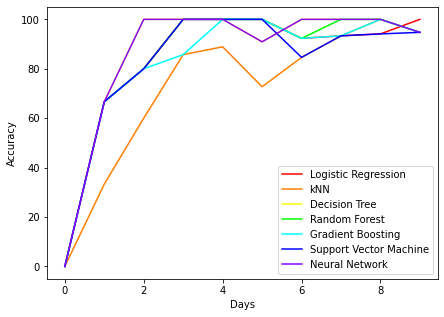 100
80
60
40
20
0
Accuracy
Logistic Regression
kNN
Decision Tree
Random Forest
Gradient Boosting
Support Vector Machine
Neural Network
0 2 4 6 8
Days